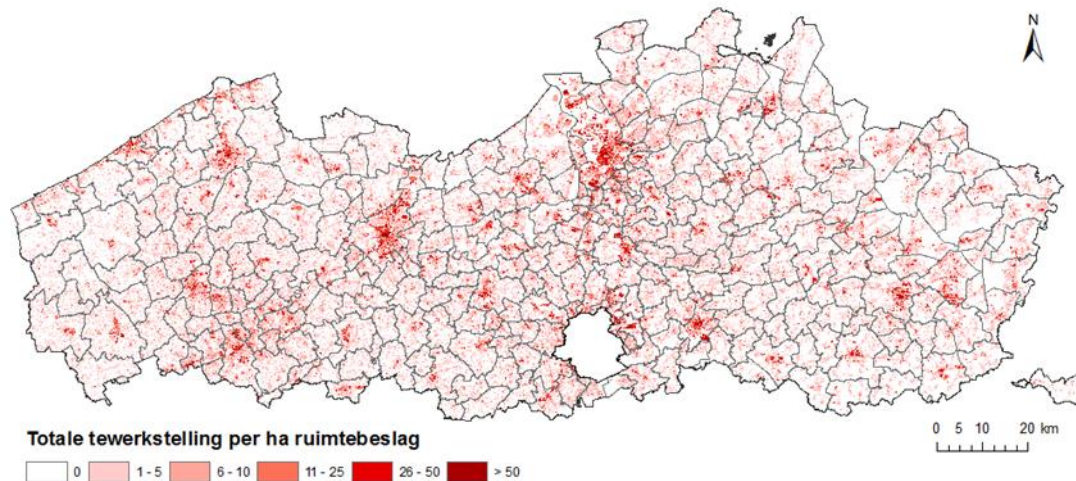 N
0 5 10 20 km
Totale tewerkstelling per ha ruimtebeslag
0 1 - 5 6 - 10 11 - 25 26 - 50 > 50